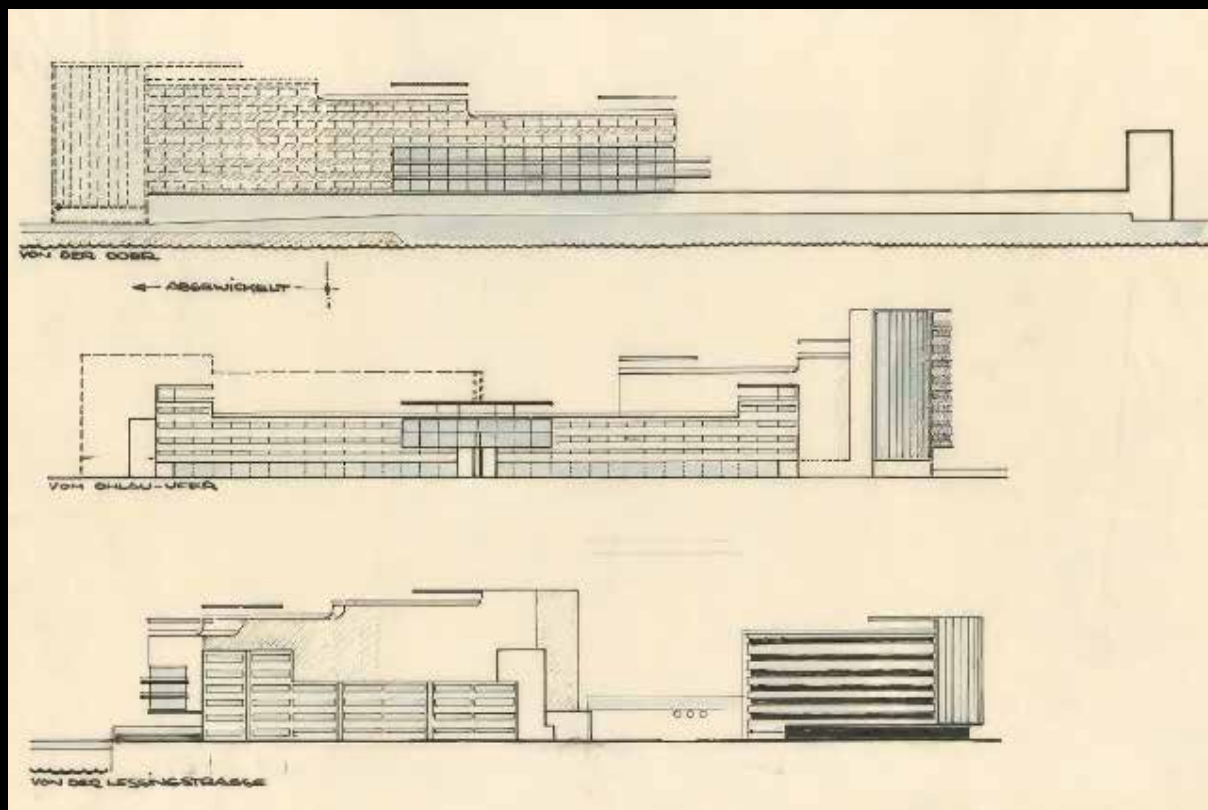 VON DER ODER
ABGEWICKELT
VOM OHLAU-UFER
VON DER LESSINGSTRASSE